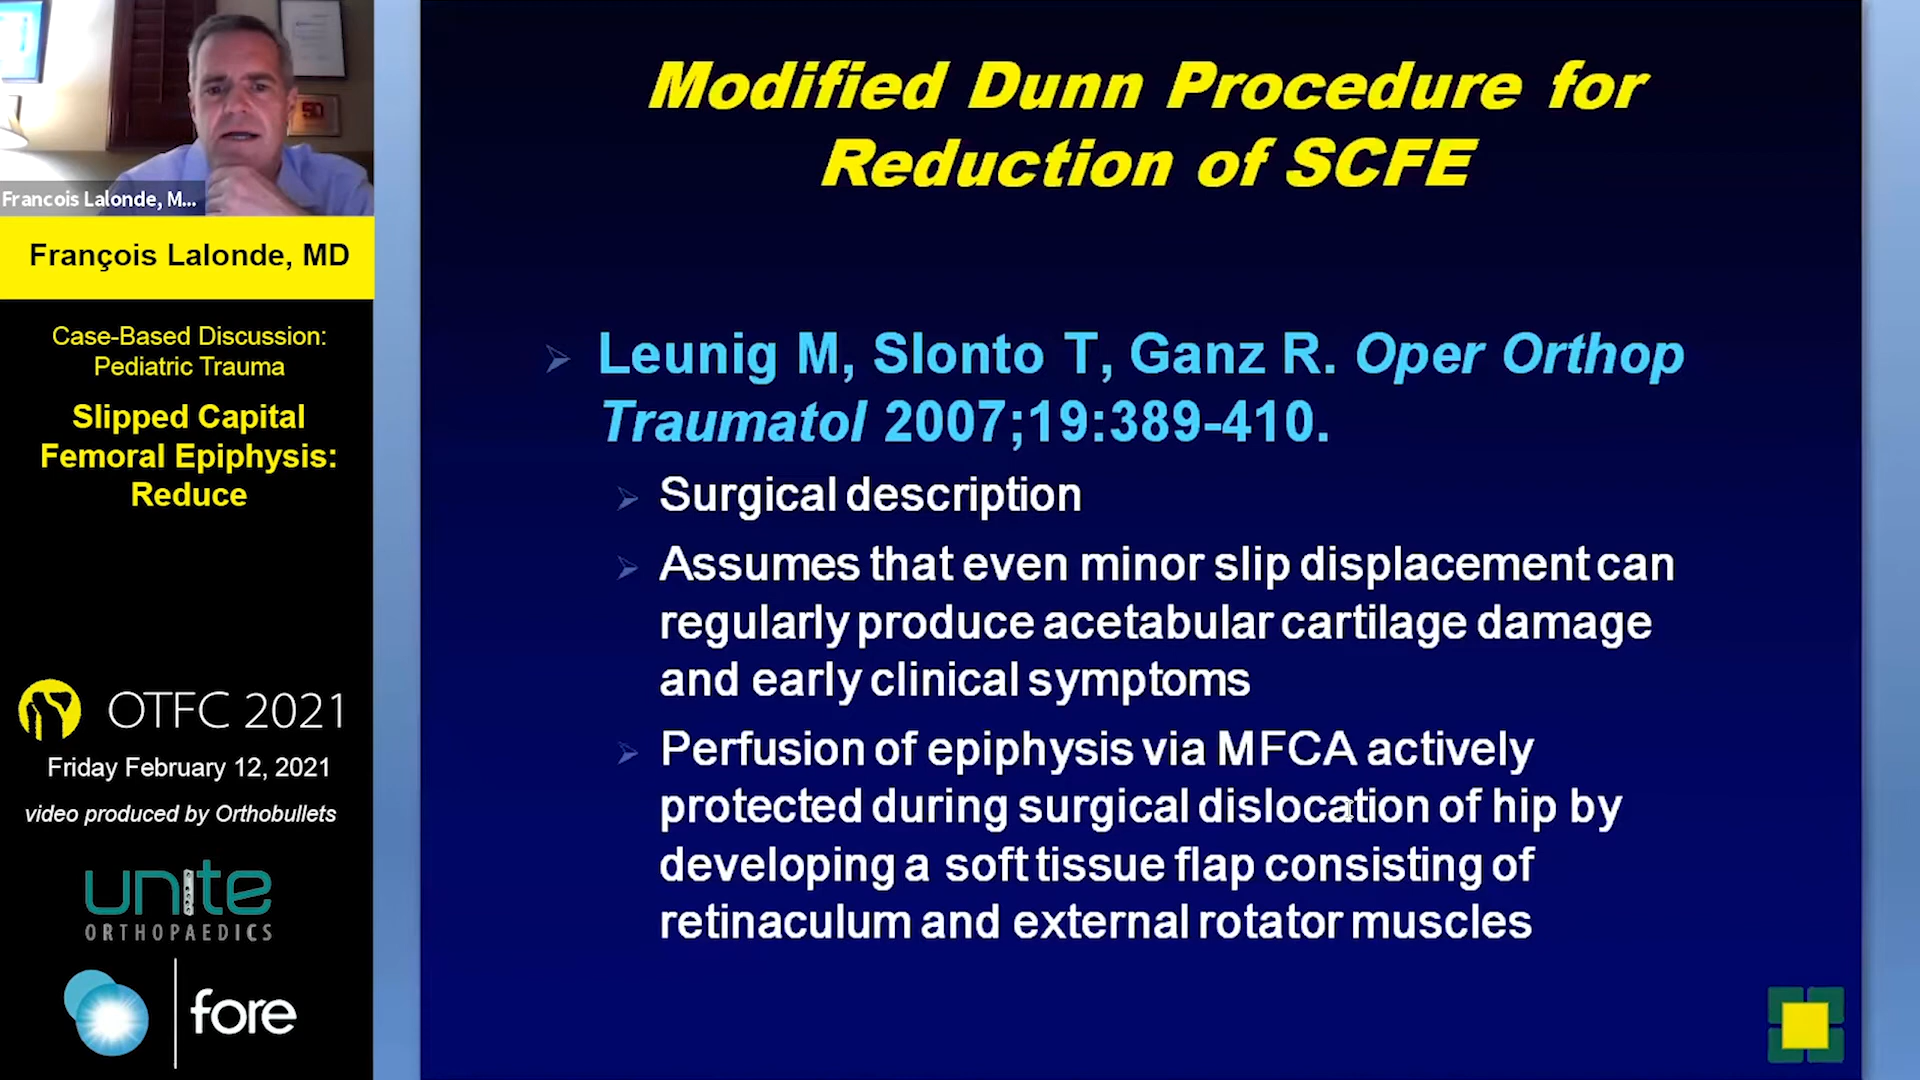 Francois Lalonde, M...
François Lalonde, MD
Case-Based Discussion:
Pediatric Trauma
Slipped Capital
Femoral Epiphysis:
Reduce
OTFC 2021
Friday February 12, 2021
video produced by Orthobullets
unite
ORTHOPAEDICS
fore
Modified Dunn Procedure for
Reduction of SCFE
Leunig M, Slonto T, Ganz R. Oper Orthop
Traumatol 2007;19:389-410.
Surgical description
Assumes that even minor slip displacement can
regularly produce acetabular cartilage damage
and early clinical symptoms
Perfusion of epiphysis via MFCA actively
protected during surgical dislocation of hip by
developing a soft tissue flap consisting of
retinaculum and external rotator muscles